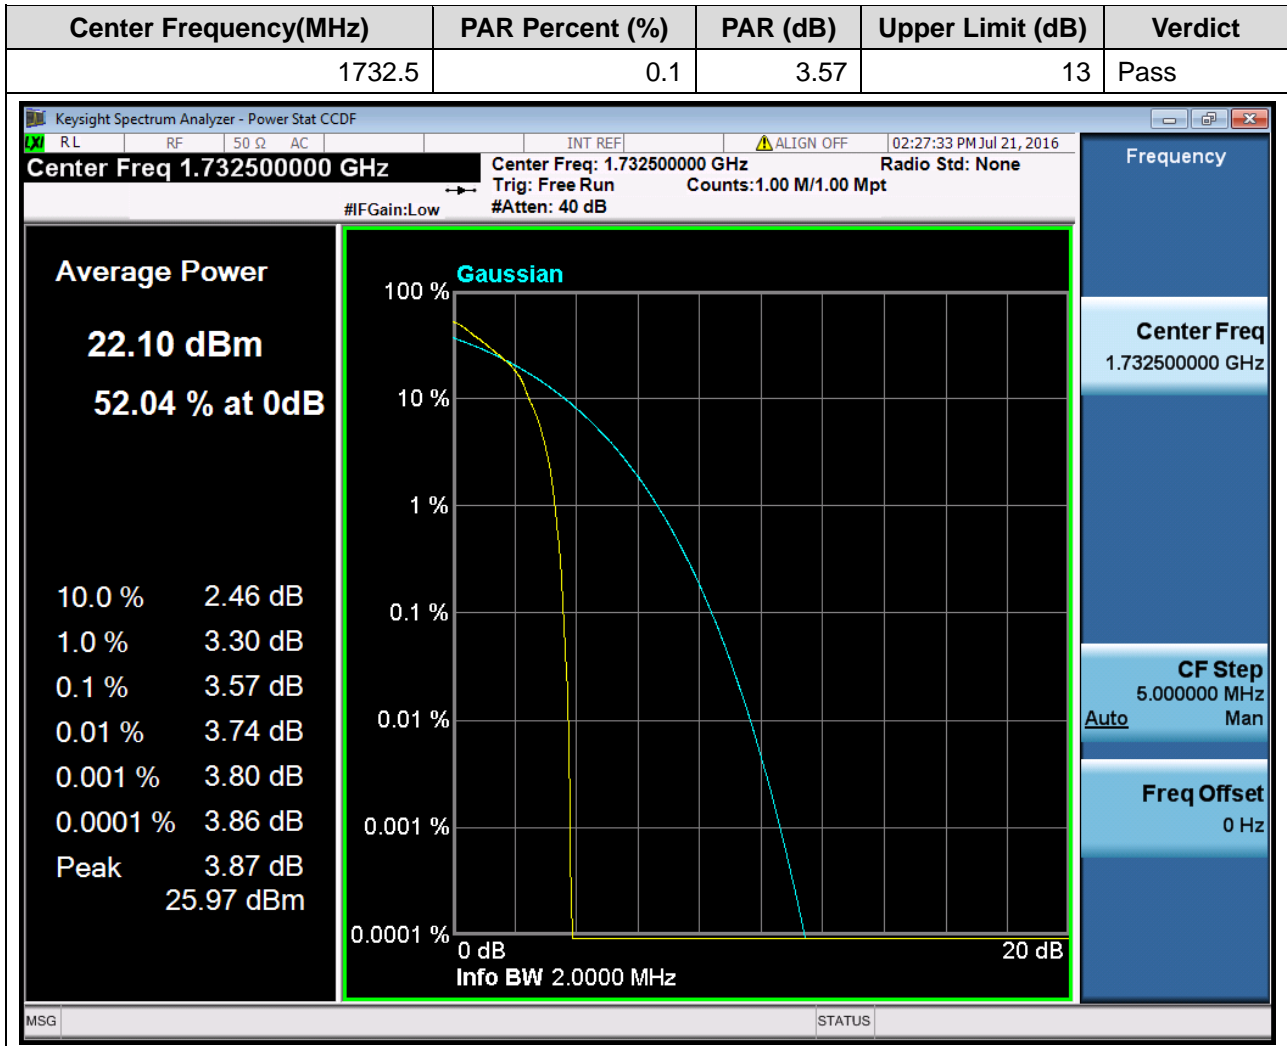 Center Frequency(MHz) PAR Percent (%) PAR (dB) Upper Limit (dB) Verdict
1732.5 0.1 3.57 13 Pass
Keysight Spectrum Analyzer - Power Stat CCDF
LXI RL RF 50 Ω AC INT REF ALIGN OFF 02:27:33 PM Jul 21, 2016
Center Freq 1.732500000 GHz
Center Freq: 1.732500000 GHz Radio Std: None
Trig: Free Run Counts:1.00 M/1.00 Mpt
#IFGain:Low #Atten: 40 dB
Average Power
22.10 dBm
52.04 % at 0dB
10.0 % 2.46 dB
1.0 % 3.30 dB
0.1 % 3.57 dB
0.01 % 3.74 dB
0.001 % 3.80 dB
0.0001 % 3.86 dB
Peak 3.87 dB
25.97 dBm
Gaussian
100 %
10 %
1 %
0.1 %
0.01 %
0.001 %
0.0001 %
0 dB 20 dB
Info BW 2.0000 MHz
Frequency
Center Freq
1.732500000 GHz
CF Step
5.000000 MHz
Auto Man
Freq Offset
0 Hz
MSG STATUS